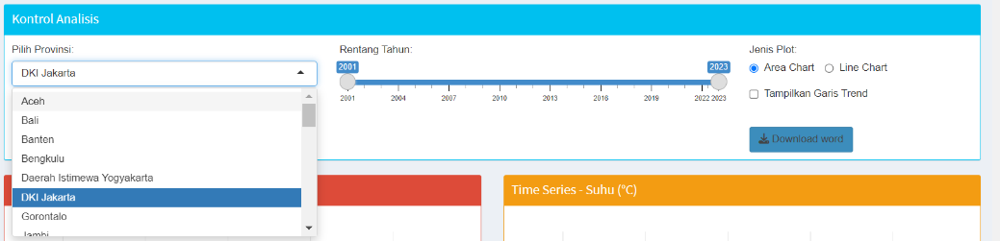 Kontrol Analisis
Pilih Provinsi:
DKI Jakarta
Aceh
Bali
Banten
Bengkulu
Daerah Istimewa Yogyakarta
DKI Jakarta
Gorontalo
Jambi
Rentang Tahun:
2001 2023
2001 2004 2007 2010 2013 2016 2019 2022 2023
Jenis Plot:
Area Chart Line Chart
Tampilkan Garis Trend
Download word
Time Series - Suhu (°C)